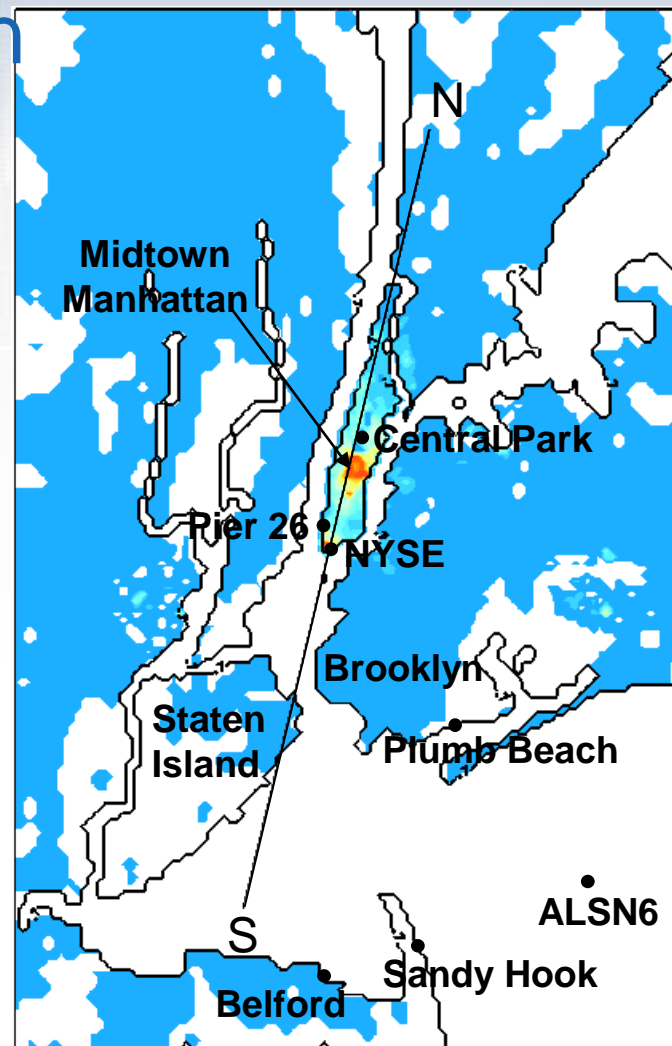 n
N
Midtown
Manhattan
Central Park
Pier 26
NYSE
Brooklyn
Staten
Island
Plumb Beach
ALSN6
S
Sandy Hook
Belford